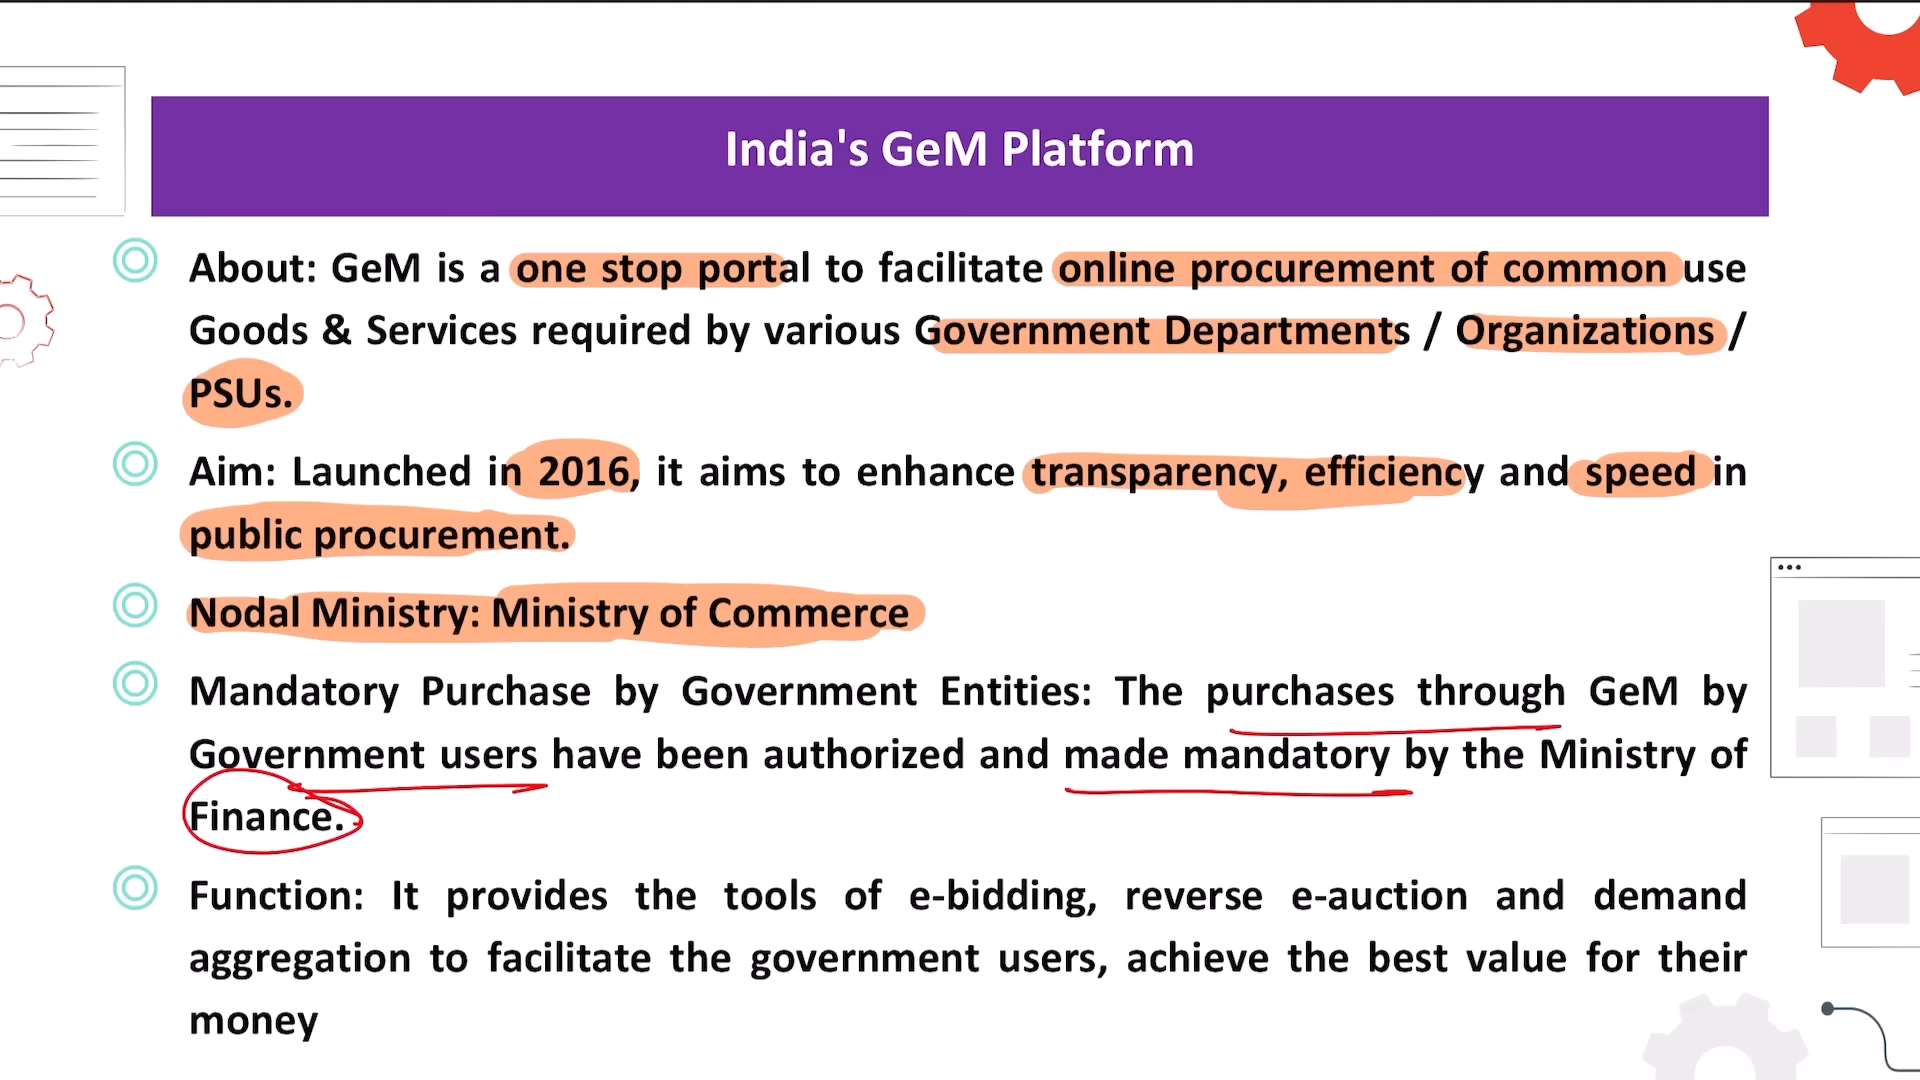 India's GeM Platform
About: GeM is a one stop portal to facilitate online procurement of common use
Goods & Services required by various Government Departments / Organizations /
PSUs.
Aim: Launched in 2016, it aims to enhance transparency, efficiency and speed in
public procurement.
Nodal Ministry: Ministry of Commerce
Mandatory Purchase by Government Entities: The purchases through GeM by
Government users have been authorized and made mandatory by the Ministry of
Finance.
Function: It provides the tools of e-bidding, reverse e-auction and demand
aggregation to facilitate the government users, achieve the best value for their
money